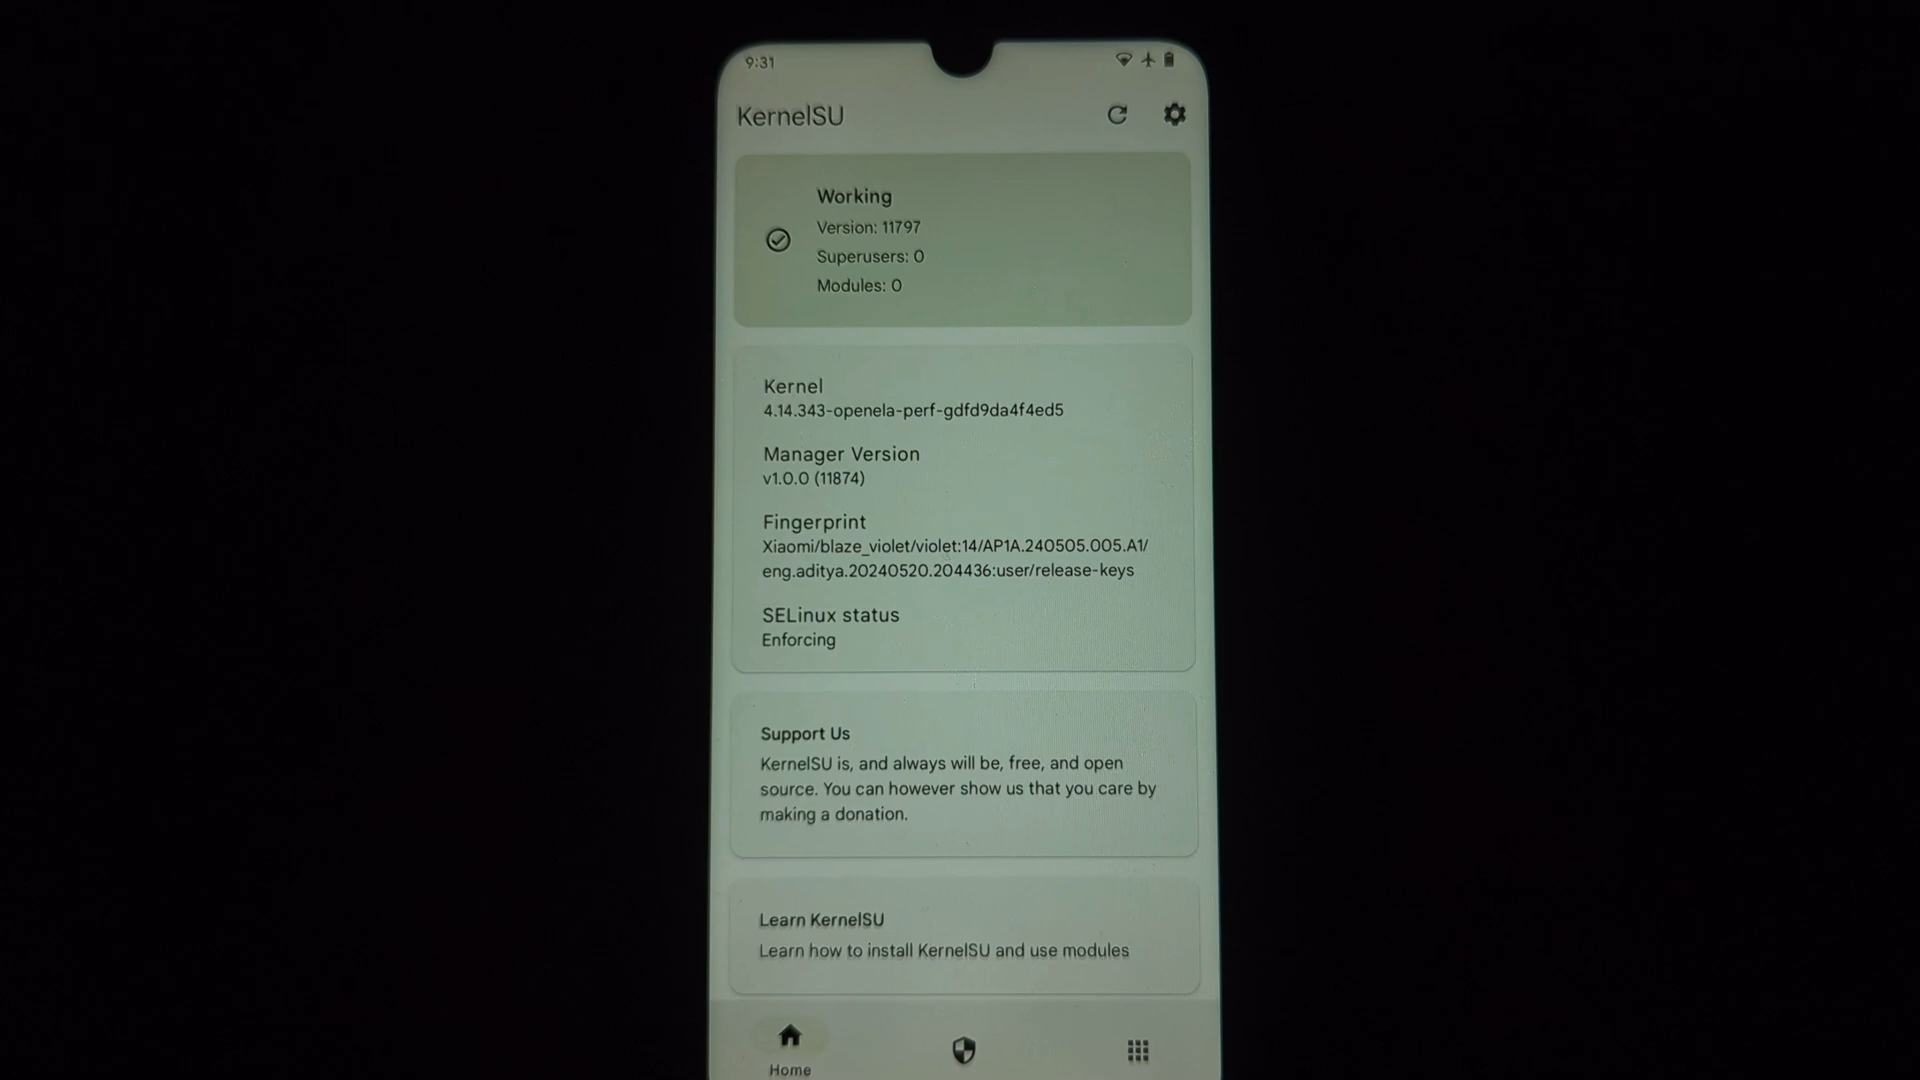 9:31
KernelSU
Working
Version: 11797
Superusers: 0
Modules: 0
Kernel
4.14.343-openela-perf-gdfd9da4f4ed5
Manager Version
v1.0.0 (11874)
Fingerprint
Xiaomi/blaze_violet/violet:14/AP1A.240505.005.A1/
eng.aditya.20240520.204436:user/release-keys
SELinux status
Enforcing
Support Us
KernelSU is, and always will be, free, and open
source. You can however show us that you care by
making a donation.
Learn KernelSU
Learn how to install KernelSU and use modules
Home